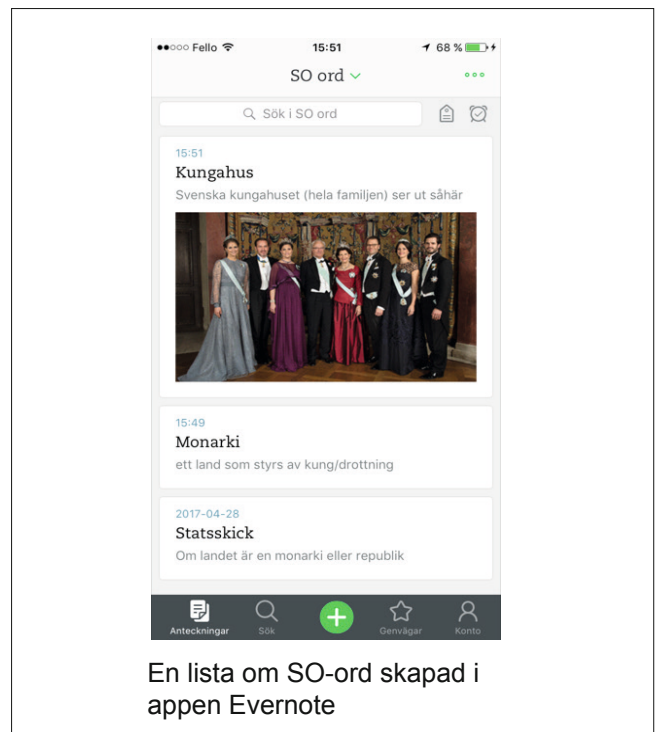 Fello 15:51 68 %
SO ord
Sök i SO ord
15:51
Kungahus
Svenska kungahuset (hela familjen) ser ut såhär
15:49
Monarki
ett land som styrs av kung/drottning
2017-04-28
Statsskick
Om landet är en monarki eller republik
Anteckningar Sök Genvägar Konto
En lista om SO-ord skapad i
appen Evernote